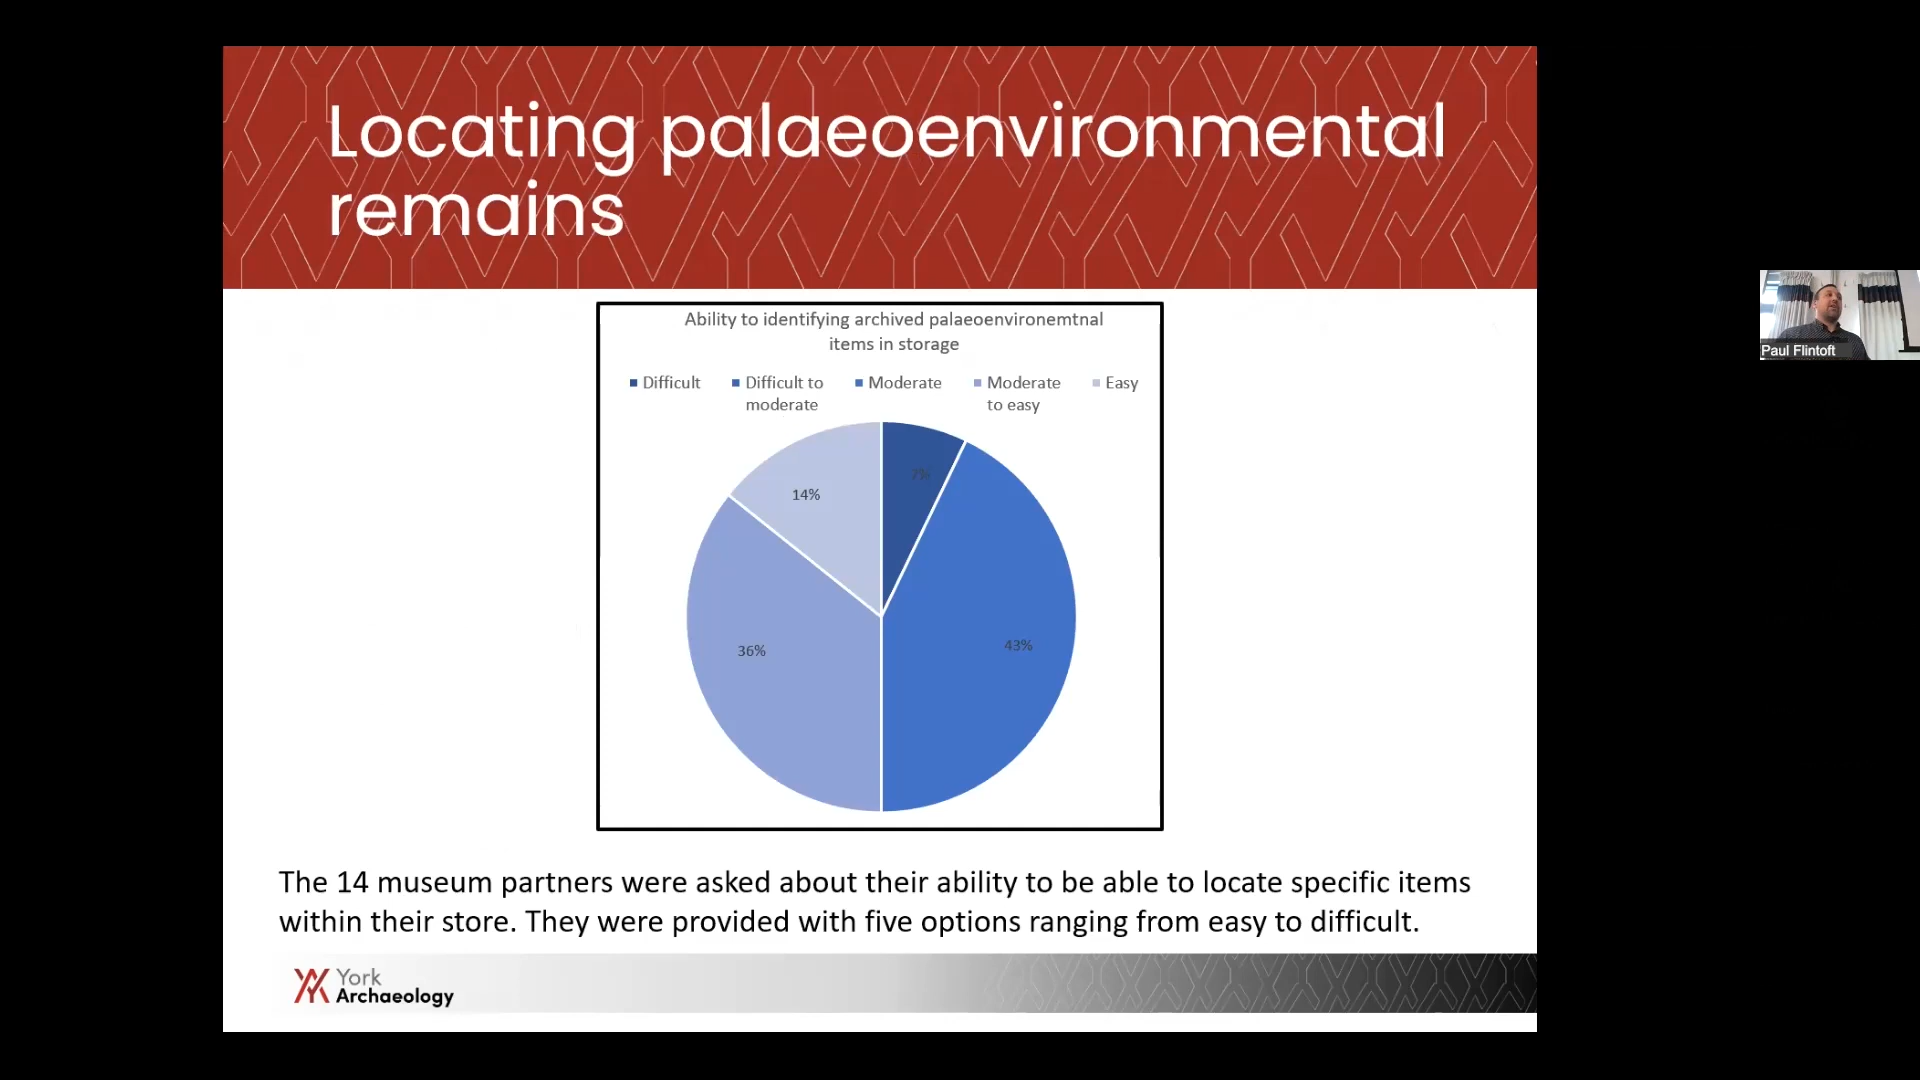 Locating palaeoenvironmental
remains
Ability to identifying archived palaeoenvironemtnal
items in storage
Difficult
Difficult to
moderate
Moderate
Moderate
to easy
Easy
7%
14%
36%
43%
The 14 museum partners were asked about their ability to be able to locate specific items
within their store. They were provided with five options ranging from easy to difficult.
York
Archaeology
Paul Flintoft